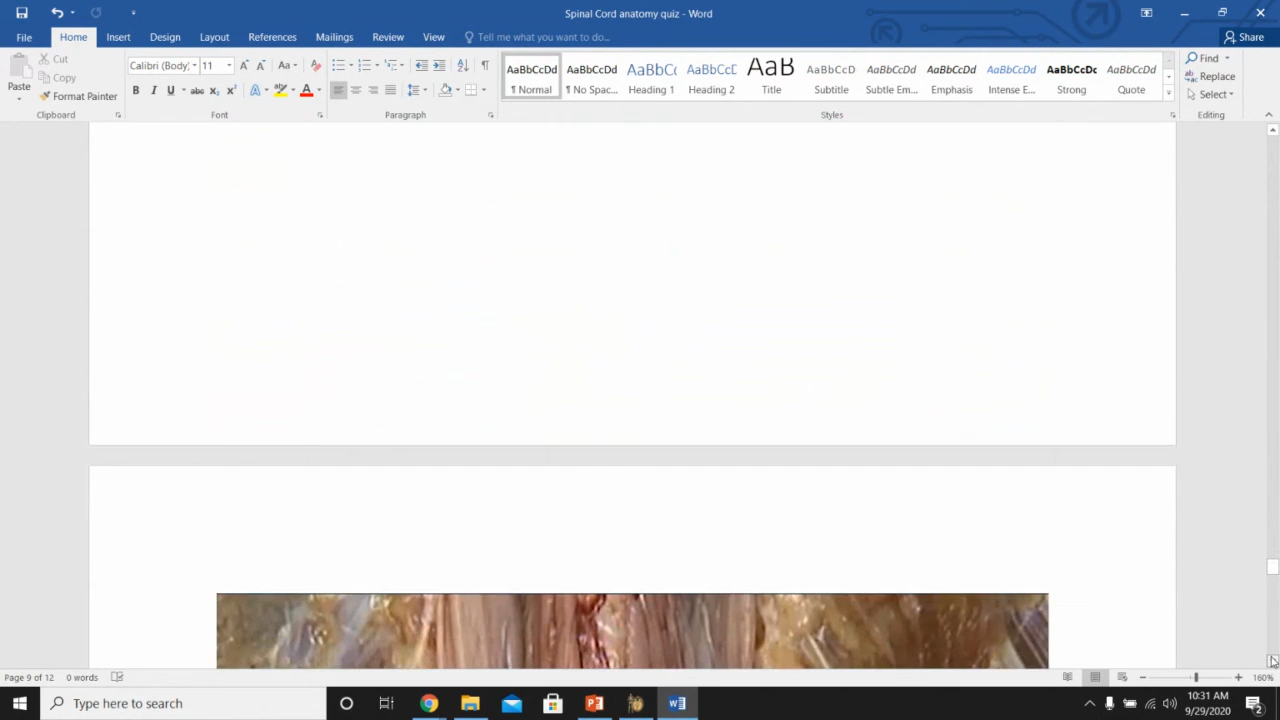 Spinal Cord anatomy quiz - Word
File Home Insert Design Layout References Mailings Review View Tell me what you want to do... Share
Paste
Cut
Copy
Format Painter
Clipboard
Calibri (Body) 11
Font
Paragraph
AaBbCcDd ¶ Normal
AaBbCcDd ¶ No Spac...
AaBbCc Heading 1
AaBbCcD Heading 2
AaB Title
AaBbCcD Subtitle
AaBbCcDd Subtle Em...
AaBbCcDd Emphasis
AaBbCcDd Intense E...
AaBbCcDc Strong
AaBbCcDd Quote
Styles
Find
Replace
Select
Editing
Page 9 of 12 0 words 160%
Type here to search
10:31 AM
9/29/2020
2